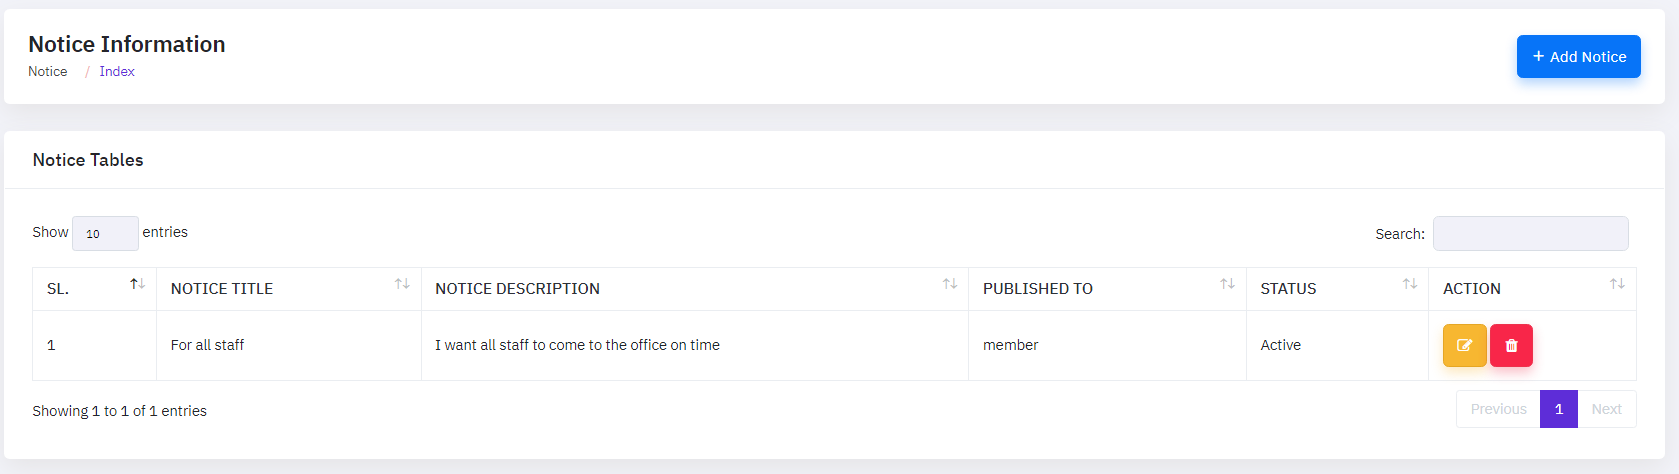 Notice Information
Notice / Index
+ Add Notice
Notice Tables
Show 10 entries
Search:
SL. NOTICE TITLE NOTICE DESCRIPTION PUBLISHED TO STATUS ACTION
1 For all staff I want all staff to come to the office on time member Active
Showing 1 to 1 of 1 entries
Previous 1 Next